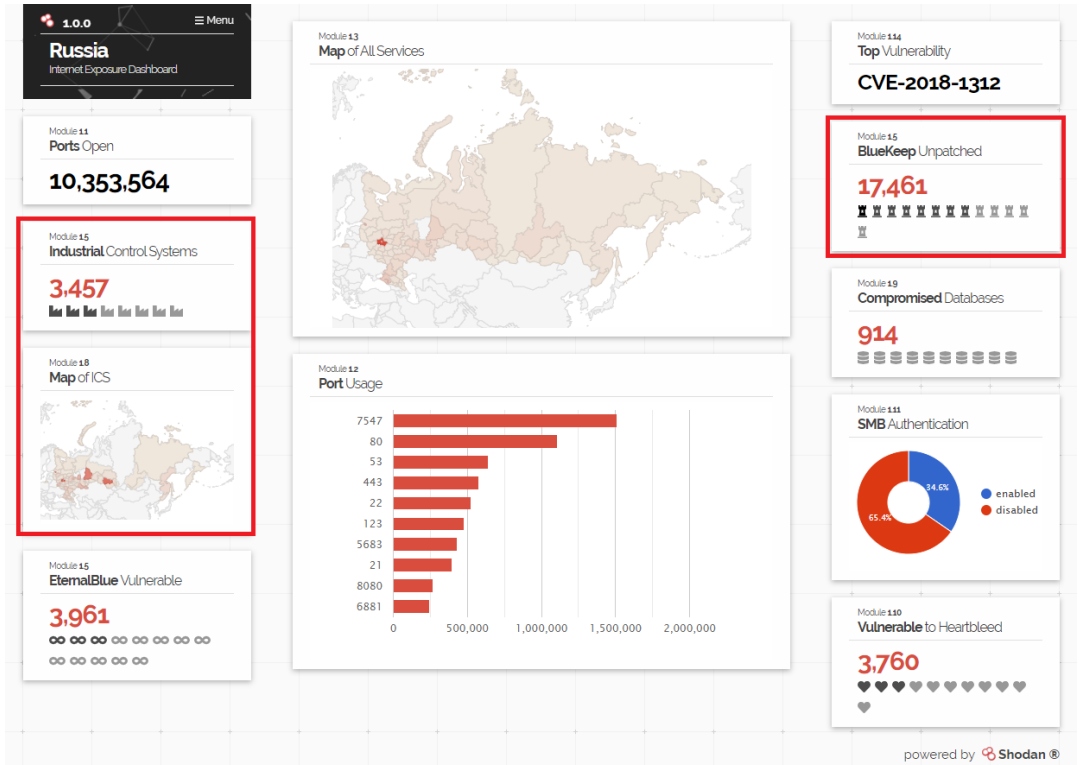 1.0.0
Menu
Russia
Internet Exposure Dashboard
Module 1.1
Ports Open
10,353,564
Module 1.5
Industrial Control Systems
3,457
Module 1.8
Map of ICS
Module 1.5
EternalBlue Vulnerable
3,961
Module 1.3
Map of All Services
Module 1.2
Port Usage
7547
80
53
443
22
123
5683
21
8080
6881
0 500,000 1,000,000 1,500,000 2,000,000
Module 1.14
Top Vulnerability
CVE-2018-1312
Module 1.5
BlueKeep Unpatched
17,461
Module 1.9
Compromised Databases
914
Module 1.11
SMB Authentication
34.6%
65.4%
enabled
disabled
Module 1.10
Vulnerable to Heartbleed
3,760
powered by Shodan ®